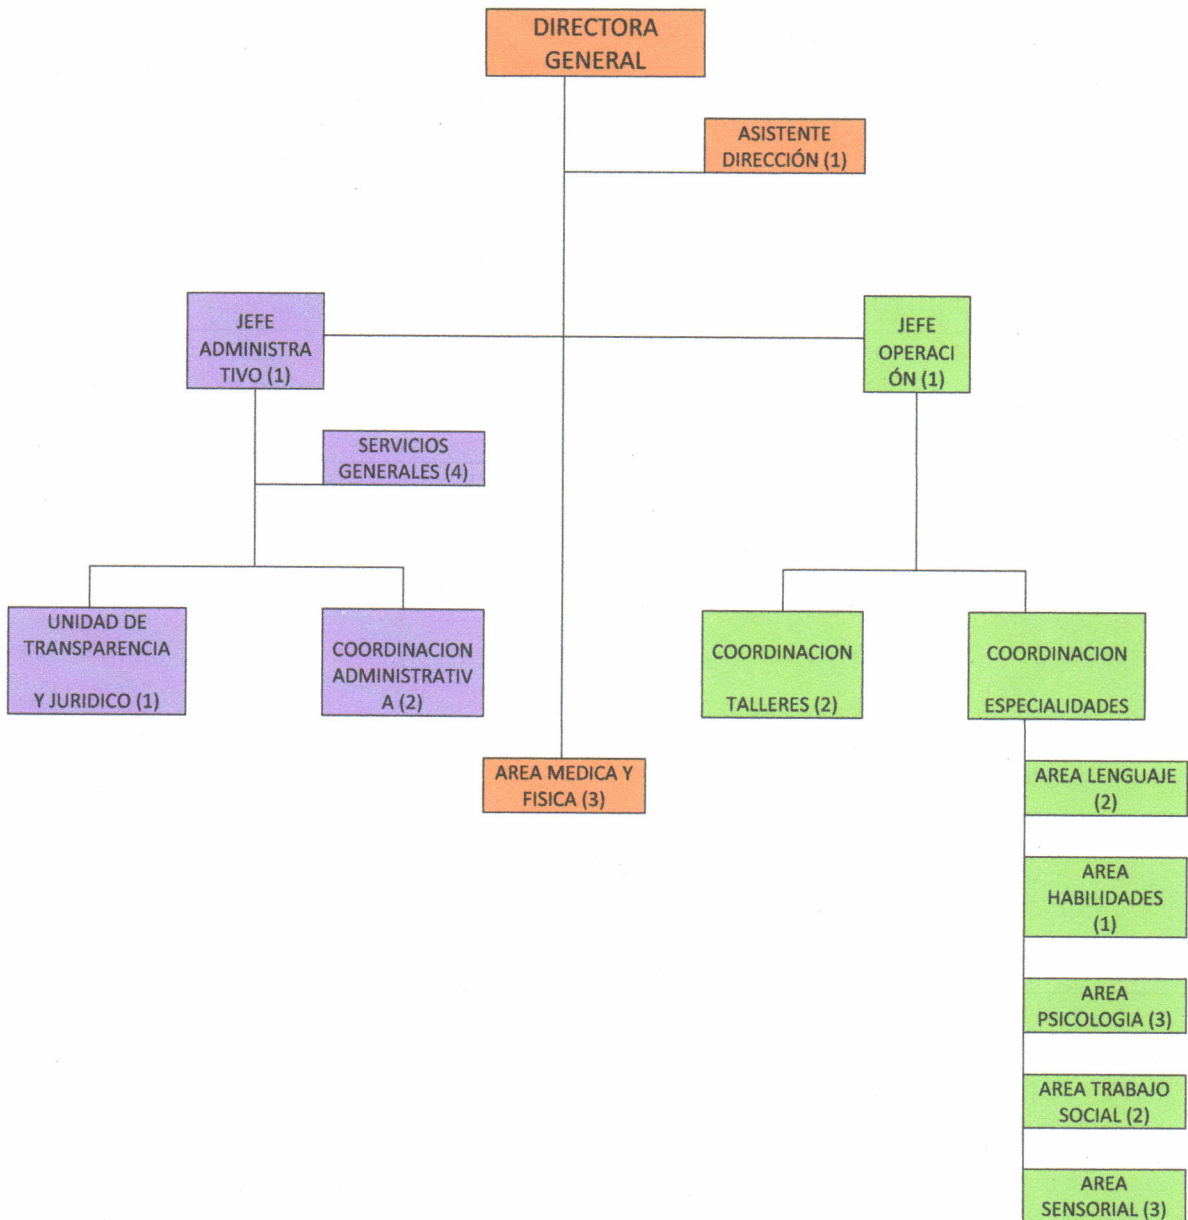 DIRECTORA
GENERAL
ASISTENTE
DIRECCIÓN (1)
JEFE
ADMINISTRA
TIVO (1)
JEFE
OPERACI
ÓN (1)
SERVICIOS
GENERALES (4)
UNIDAD DE
TRANSPARENCIA
Y JURIDICO (1)
COORDINACION
ADMINISTRATIV
A (2)
COORDINACION
TALLERES (2)
COORDINACION
ESPECIALIDADES
AREA MEDICA Y
FISICA (3)
AREA LENGUAJE
(2)
AREA
HABILIDADES
(1)
AREA
PSICOLOGIA (3)
AREA TRABAJO
SOCIAL (2)
AREA
SENSORIAL (3)